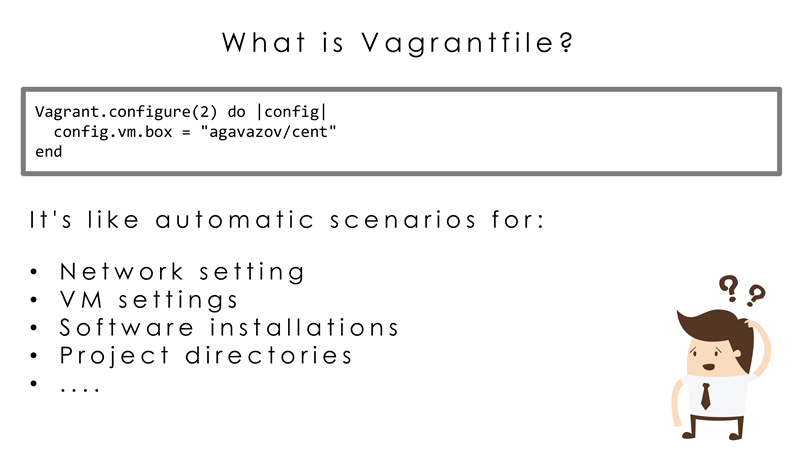 What is Vagrantfile?
Vagrant.configure(2) do |config|
  config.vm.box = "agavazov/cent"
end
It's like automatic scenarios for:
• Network setting
• VM settings
• Software installations
• Project directories
• ....
? ?